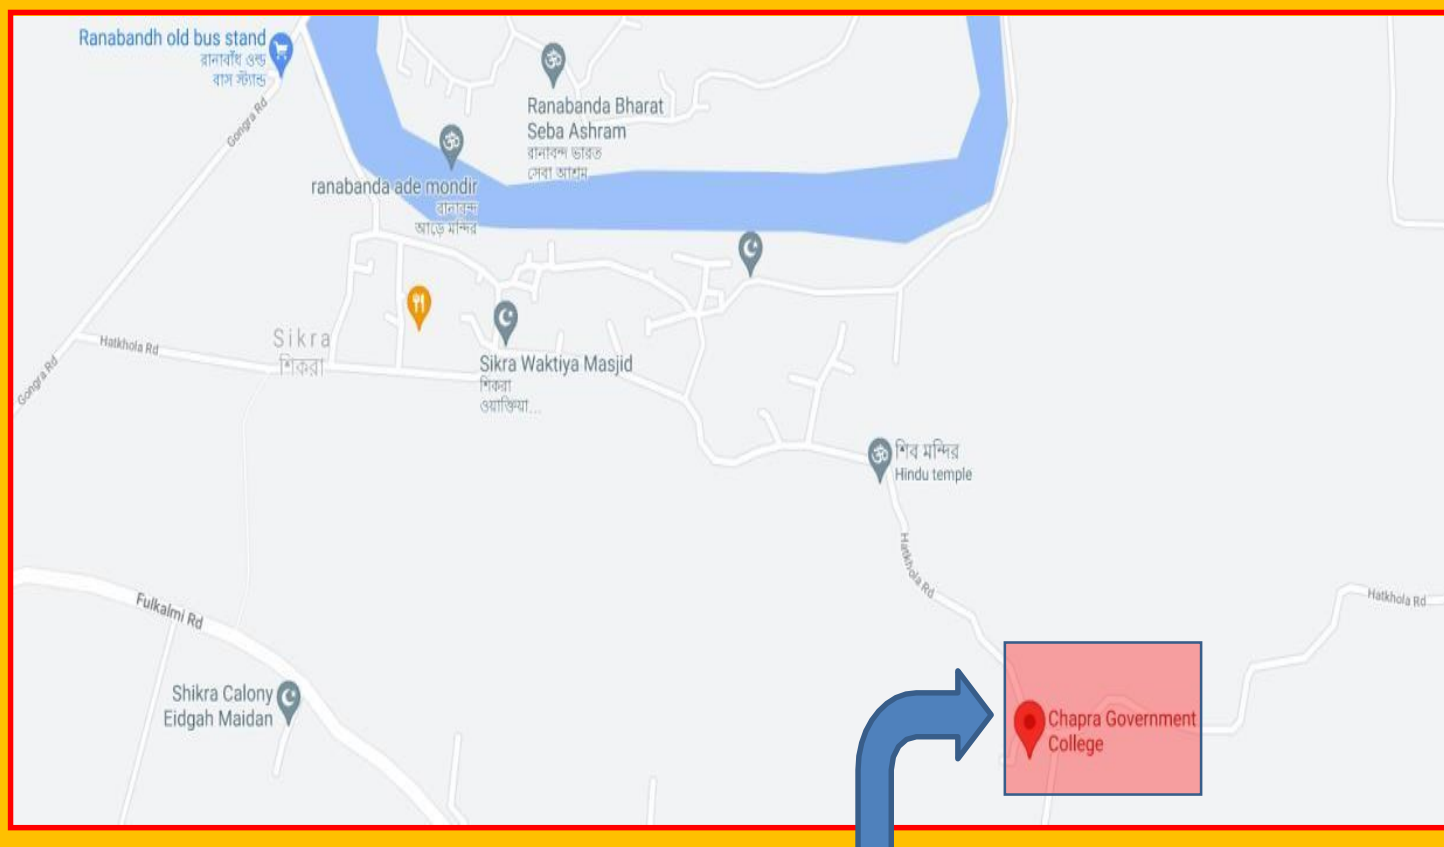 Ranabandh old bus stand
রানাবাঁধ ওল্ড
বাস স্ট্যান্ড
Gongra Rd
Ranabanda Bharat
Seba Ashram
রানাবন্দ ভারত
সেবা আশ্রম
ranabanda ade mondir
রানাবন্দ
আড়ে মন্দির
Hatkhola Rd
Sikra
শিকরা
Gongra Rd
Sikra Waktiya Masjid
শিকরা
ওয়াক্তিয়া...
শিব মন্দির
Hindu temple
Hatkhola Rd
Hatkhola Rd
Fulkalmi Rd
Shikra Calony
Eidgah Maidan
Chapra Government
College